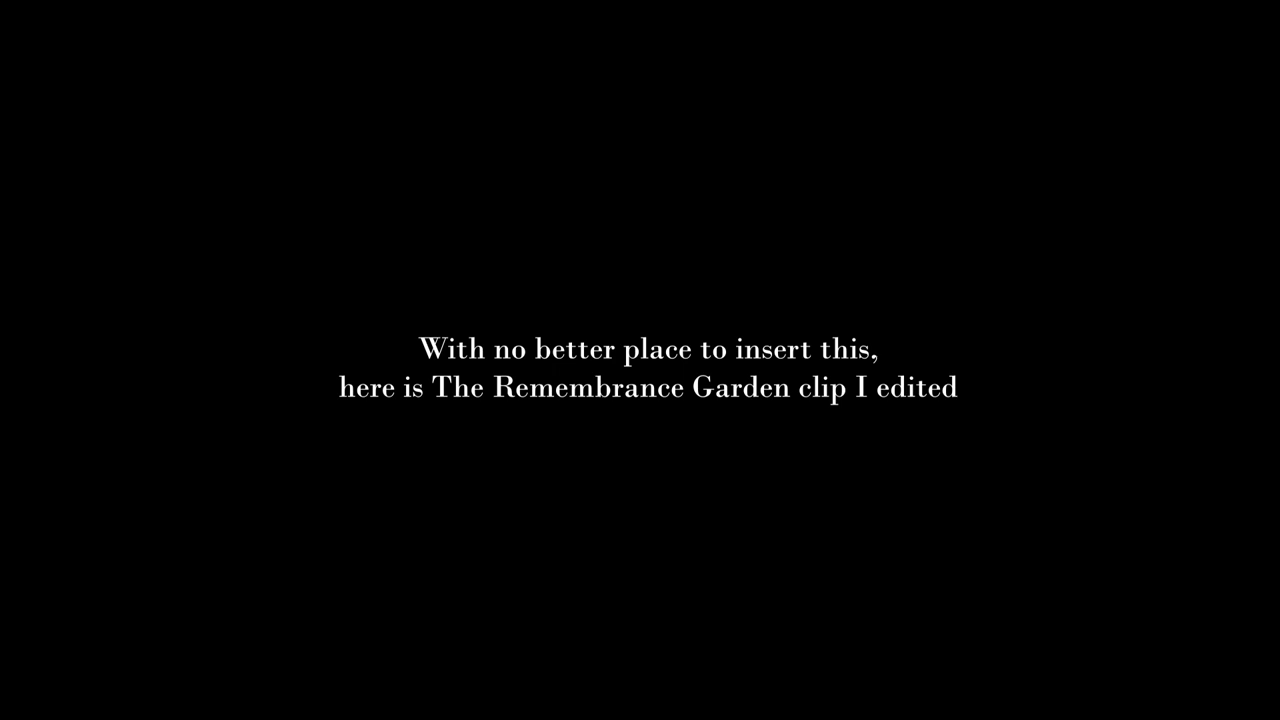 With no better place to insert this,
here is The Remembrance Garden clip I edited